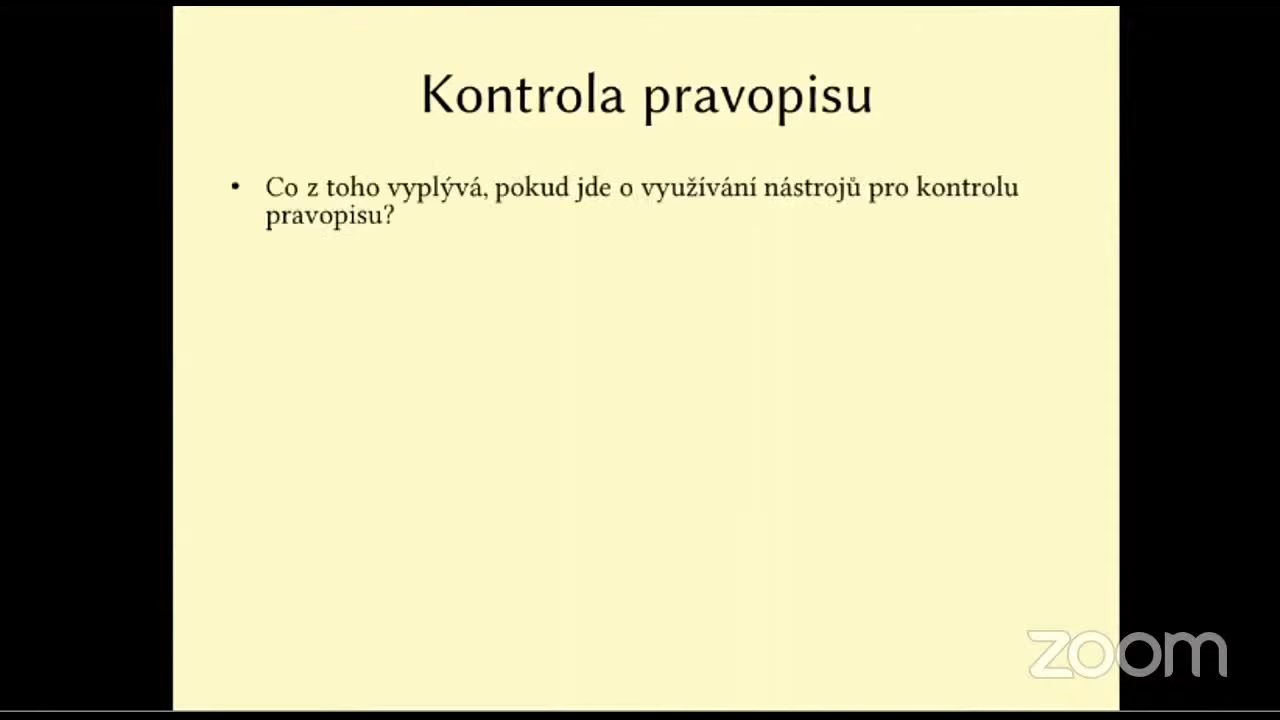 Kontrola pravopisu
• Co z toho vyplývá, pokud jde o využívání nástrojů pro kontrolu
pravopisu?
zoom